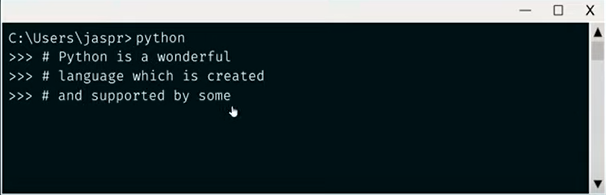 C:\Users\jaspr> python
>>> # Python is a wonderful
>>> # language which is created
>>> # and supported by some